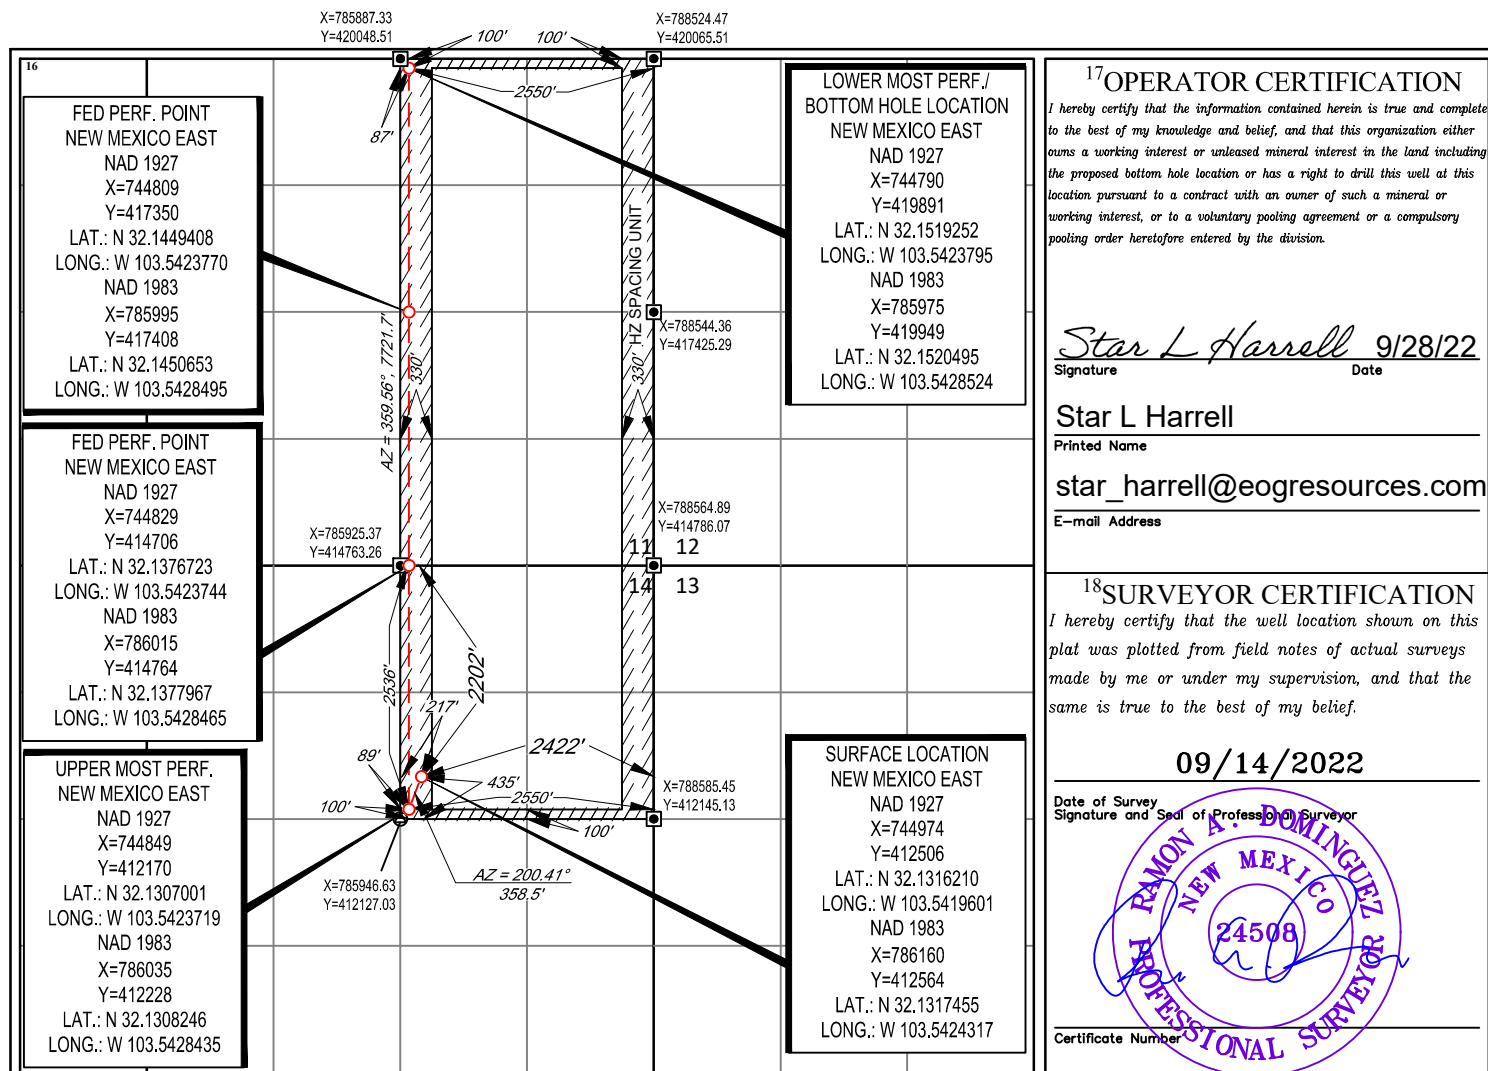 X=785887.33
Y=420048.51
100'
100'
X=788524.47
Y=420065.51
16
FED PERF. POINT
NEW MEXICO EAST
NAD 1927
X=744809
Y=417350
LAT.: N 32.1449408
LONG.: W 103.5423770
NAD 1983
X=785995
Y=417408
LAT.: N 32.1450653
LONG.: W 103.5428495
FED PERF. POINT
NEW MEXICO EAST
NAD 1927
X=744829
Y=414706
LAT.: N 32.1376723
LONG.: W 103.5423744
NAD 1983
X=786015
Y=414764
LAT.: N 32.1377967
LONG.: W 103.5428465
UPPER MOST PERF.
NEW MEXICO EAST
NAD 1927
X=744849
Y=412170
LAT.: N 32.1307001
LONG.: W 103.5423719
NAD 1983
X=786035
Y=412228
LAT.: N 32.1308246
LONG.: W 103.5428435
2550'
87'
AZ = 359.56°, 7721.7'
330'
330'
HZ SPACING UNIT
X=788544.36
Y=417425.29
X=785925.37
Y=414763.26
X=788564.89
Y=414786.07
11 12
14 13
2536'
2202'
217'
2422'
89'
435'
2550'
100'
100'
X=788585.45
Y=412145.13
AZ = 200.41°
358.5'
X=785946.63
Y=412127.03
LOWER MOST PERF./
BOTTOM HOLE LOCATION
NEW MEXICO EAST
NAD 1927
X=744790
Y=419891
LAT.: N 32.1519252
LONG.: W 103.5423795
NAD 1983
X=785975
Y=419949
LAT.: N 32.1520495
LONG.: W 103.5428524
SURFACE LOCATION
NEW MEXICO EAST
NAD 1927
X=744974
Y=412506
LAT.: N 32.1316210
LONG.: W 103.5419601
NAD 1983
X=786160
Y=412564
LAT.: N 32.1317455
LONG.: W 103.5424317
17 OPERATOR CERTIFICATION
I hereby certify that the information contained herein is true and complete
to the best of my knowledge and belief, and that this organization either
owns a working interest or unleased mineral interest in the land including
the proposed bottom hole location or has a right to drill this well at this
location pursuant to a contract with an owner of such a mineral or
working interest, or to a voluntary pooling agreement or a compulsory
pooling order heretofore entered by the division.
Star L Harrell 9/28/22
Signature Date
Star L Harrell
Printed Name
star_harrell@eogresources.com
E-mail Address
18 SURVEYOR CERTIFICATION
I hereby certify that the well location shown on this
plat was plotted from field notes of actual surveys
made by me or under my supervision, and that the
same is true to the best of my belief.
09/14/2022
Date of Survey
Signature and Seal of Professional Surveyor
RAMON A. DOMINGUEZ
NEW MEXICO
24508
PROFESSIONAL SURVEYOR
Certificate Number